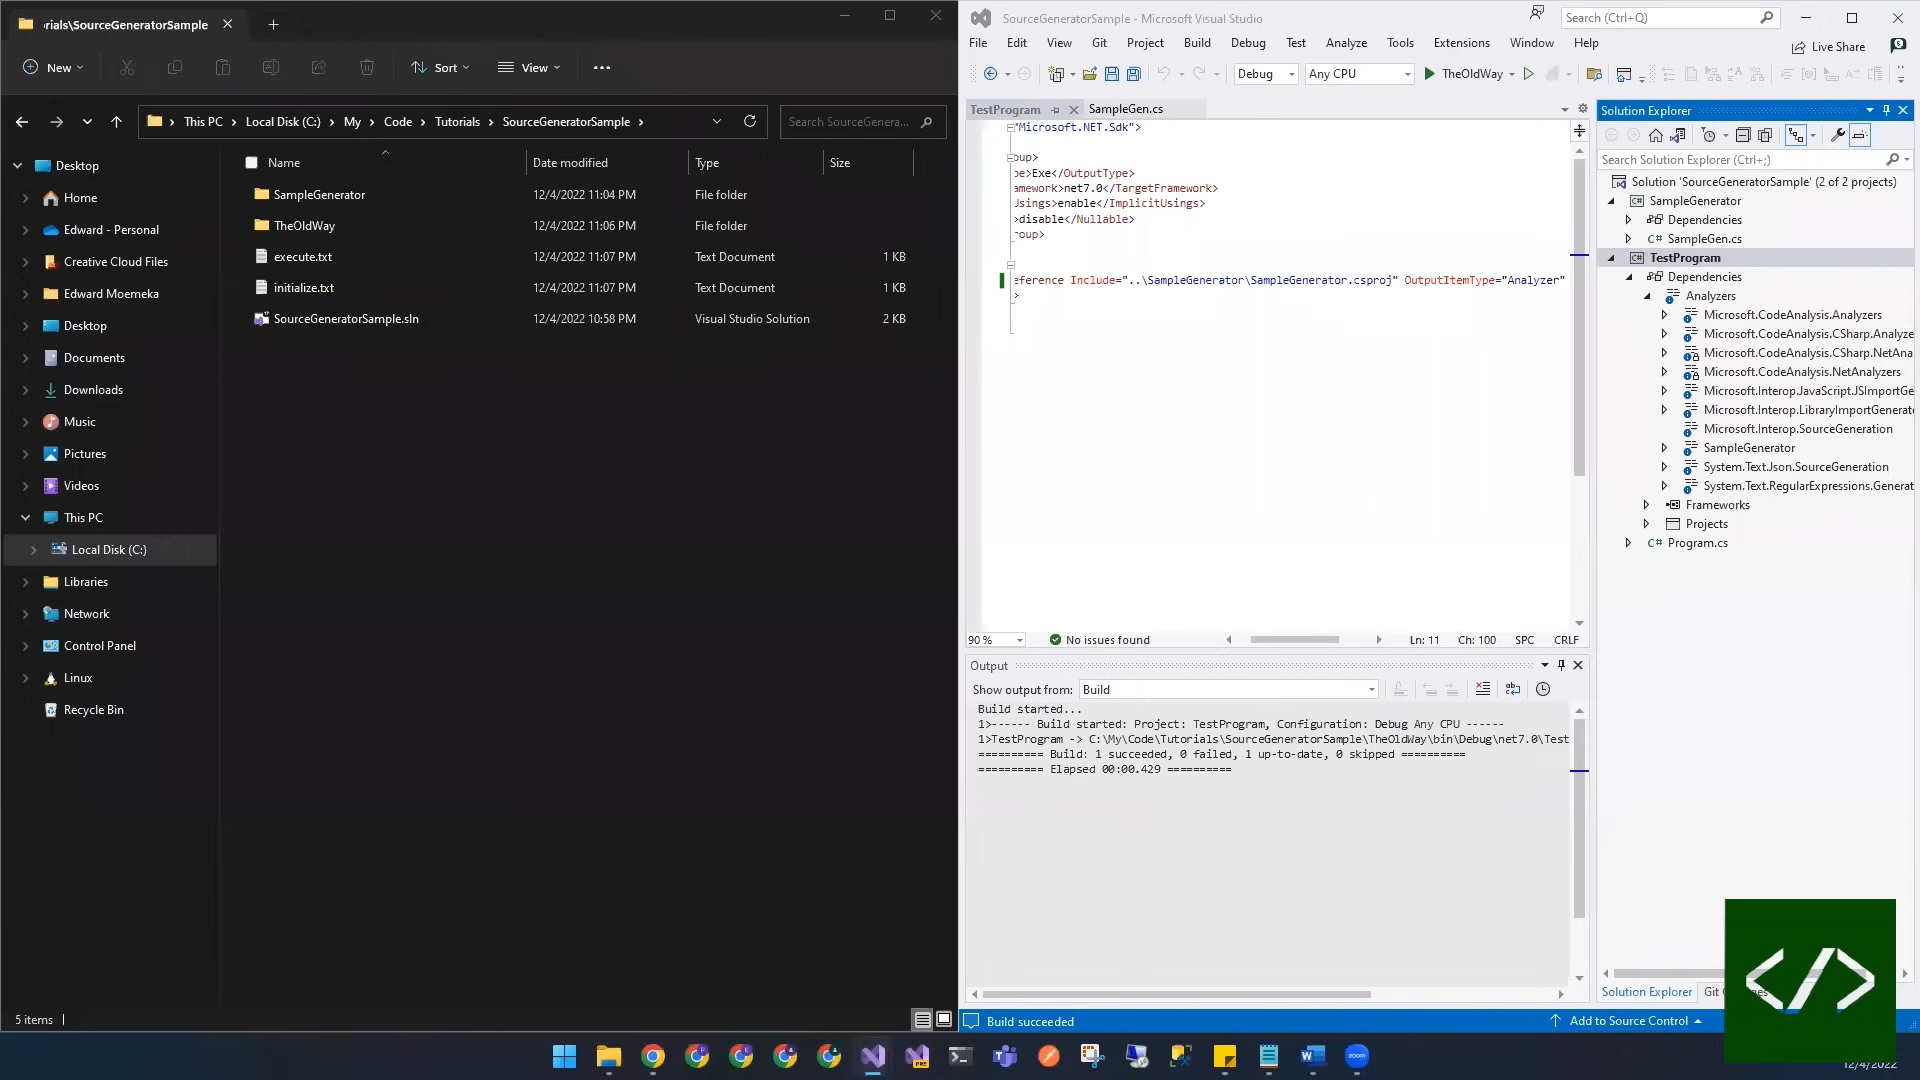 rials\SourceGeneratorSample
New
Sort
View
This PC
Local Disk (C:)
My
Code
Tutorials
SourceGeneratorSample
Search SourceGenera...
Name
Date modified
Type
Size
SampleGenerator 12/4/2022 11:04 PM File folder
TheOldWay 12/4/2022 11:06 PM File folder
execute.txt 12/4/2022 11:07 PM Text Document 1 KB
initialize.txt 12/4/2022 11:07 PM Text Document 1 KB
SourceGeneratorSample.sln 12/4/2022 10:58 PM Visual Studio Solution 2 KB
Desktop
Home
Edward - Personal
Creative Cloud Files
Edward Moemeka
Desktop
Documents
Downloads
Music
Pictures
Videos
This PC
Local Disk (C:)
Libraries
Network
Control Panel
Linux
Recycle Bin
5 items
SourceGeneratorSample - Microsoft Visual Studio
Search (Ctrl+Q)
File Edit View Git Project Build Debug Test Analyze Tools Extensions Window Help
Live Share
Debug
Any CPU
TheOldWay
TestProgram
SampleGen.cs
"Microsoft.NET.Sdk">
oup>
pe>Exe</OutputType>
amework>net7.0</TargetFramework>
Usings>enable</ImplicitUsings>
>disable</Nullable>
roup>
eference Include="..\SampleGenerator\SampleGenerator.csproj" OutputItemType="Analyzer"
>
90 %
No issues found
Ln: 11 Ch: 100 SPC CRLF
Output
Show output from: Build
Build started...
1>------ Build started: Project: TestProgram, Configuration: Debug Any CPU ------
1>TestProgram -> C:\My\Code\Tutorials\SourceGeneratorSample\TheOldWay\bin\Debug\net7.0\Test
========== Build: 1 succeeded, 0 failed, 1 up-to-date, 0 skipped ==========
========== Elapsed 00:00.429 ==========
Build succeeded
Add to Source Control
Solution Explorer
Search Solution Explorer (Ctrl+;)
Solution 'SourceGeneratorSample' (2 of 2 projects)
SampleGenerator
Dependencies
C# SampleGen.cs
TestProgram
Dependencies
Analyzers
Microsoft.CodeAnalysis.Analyzers
Microsoft.CodeAnalysis.CSharp.Analyze
Microsoft.CodeAnalysis.CSharp.NetAna
Microsoft.CodeAnalysis.NetAnalyzers
Microsoft.Interop.JavaScript.JSImportGe
Microsoft.Interop.LibraryImportGenerat
Microsoft.Interop.SourceGeneration
SampleGenerator
System.Text.Json.SourceGeneration
System.Text.RegularExpressions.Generat
Frameworks
Projects
C# Program.cs
Solution Explorer
Git
</>
PRE
zoom
12/4/2022